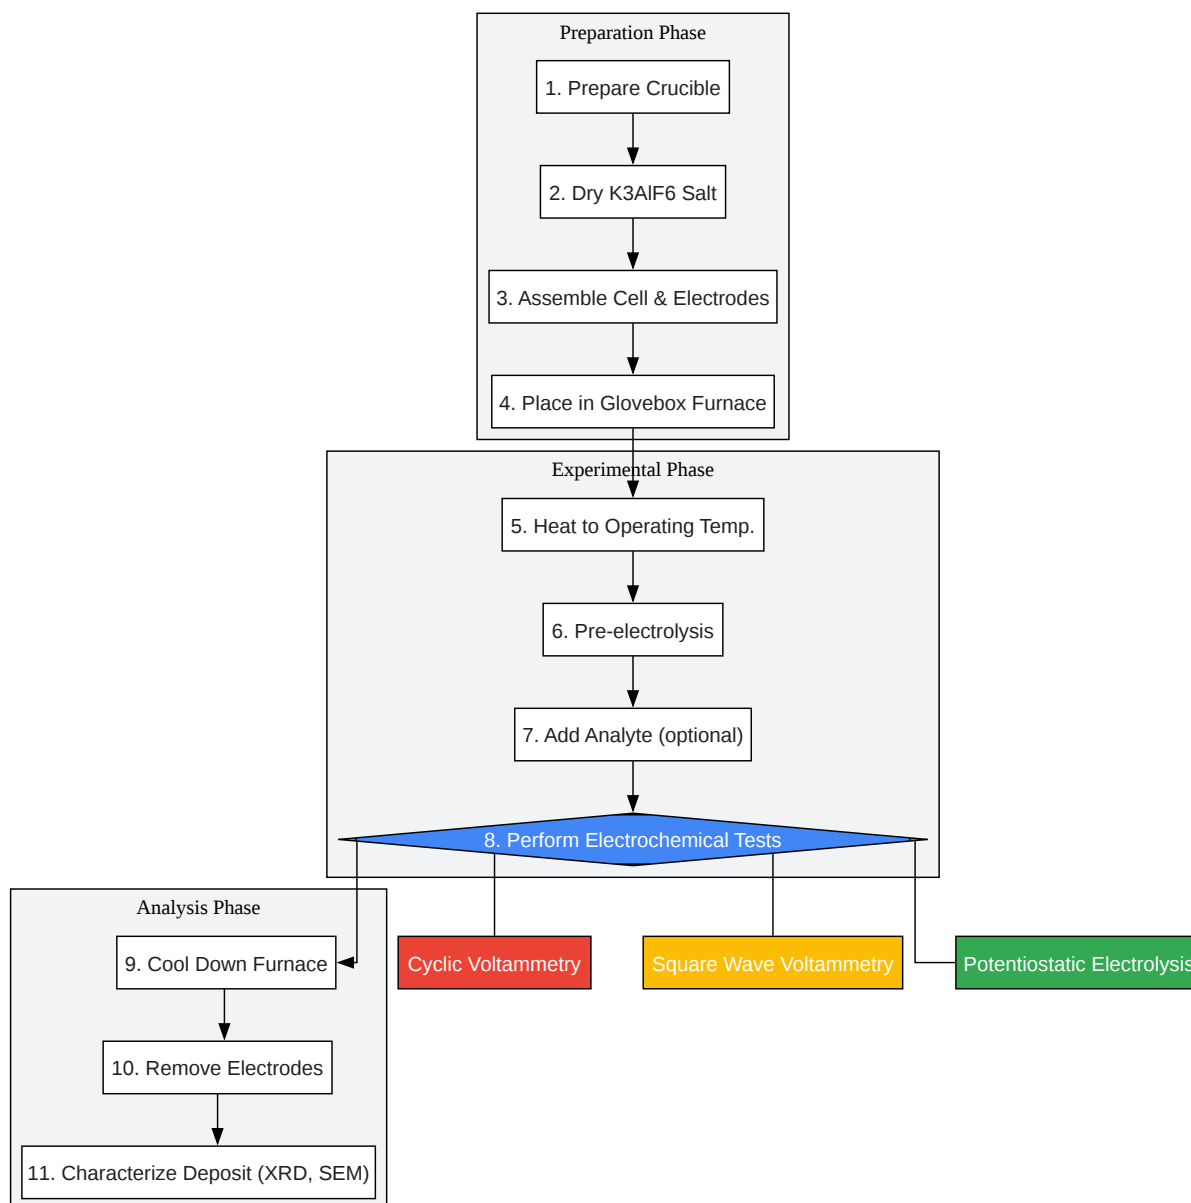 Preparation Phase
1. Prepare Crucible
2. Dry K3AlF6 Salt
3. Assemble Cell & Electrodes
4. Place in Glovebox Furnace
Experimental Phase
5. Heat to Operating Temp.
6. Pre-electrolysis
7. Add Analyte (optional)
8. Perform Electrochemical Tests
Analysis Phase
9. Cool Down Furnace
Cyclic Voltammetry
Square Wave Voltammetry
Potentiostatic Electrolysis
10. Remove Electrodes
11. Characterize Deposit (XRD, SEM)